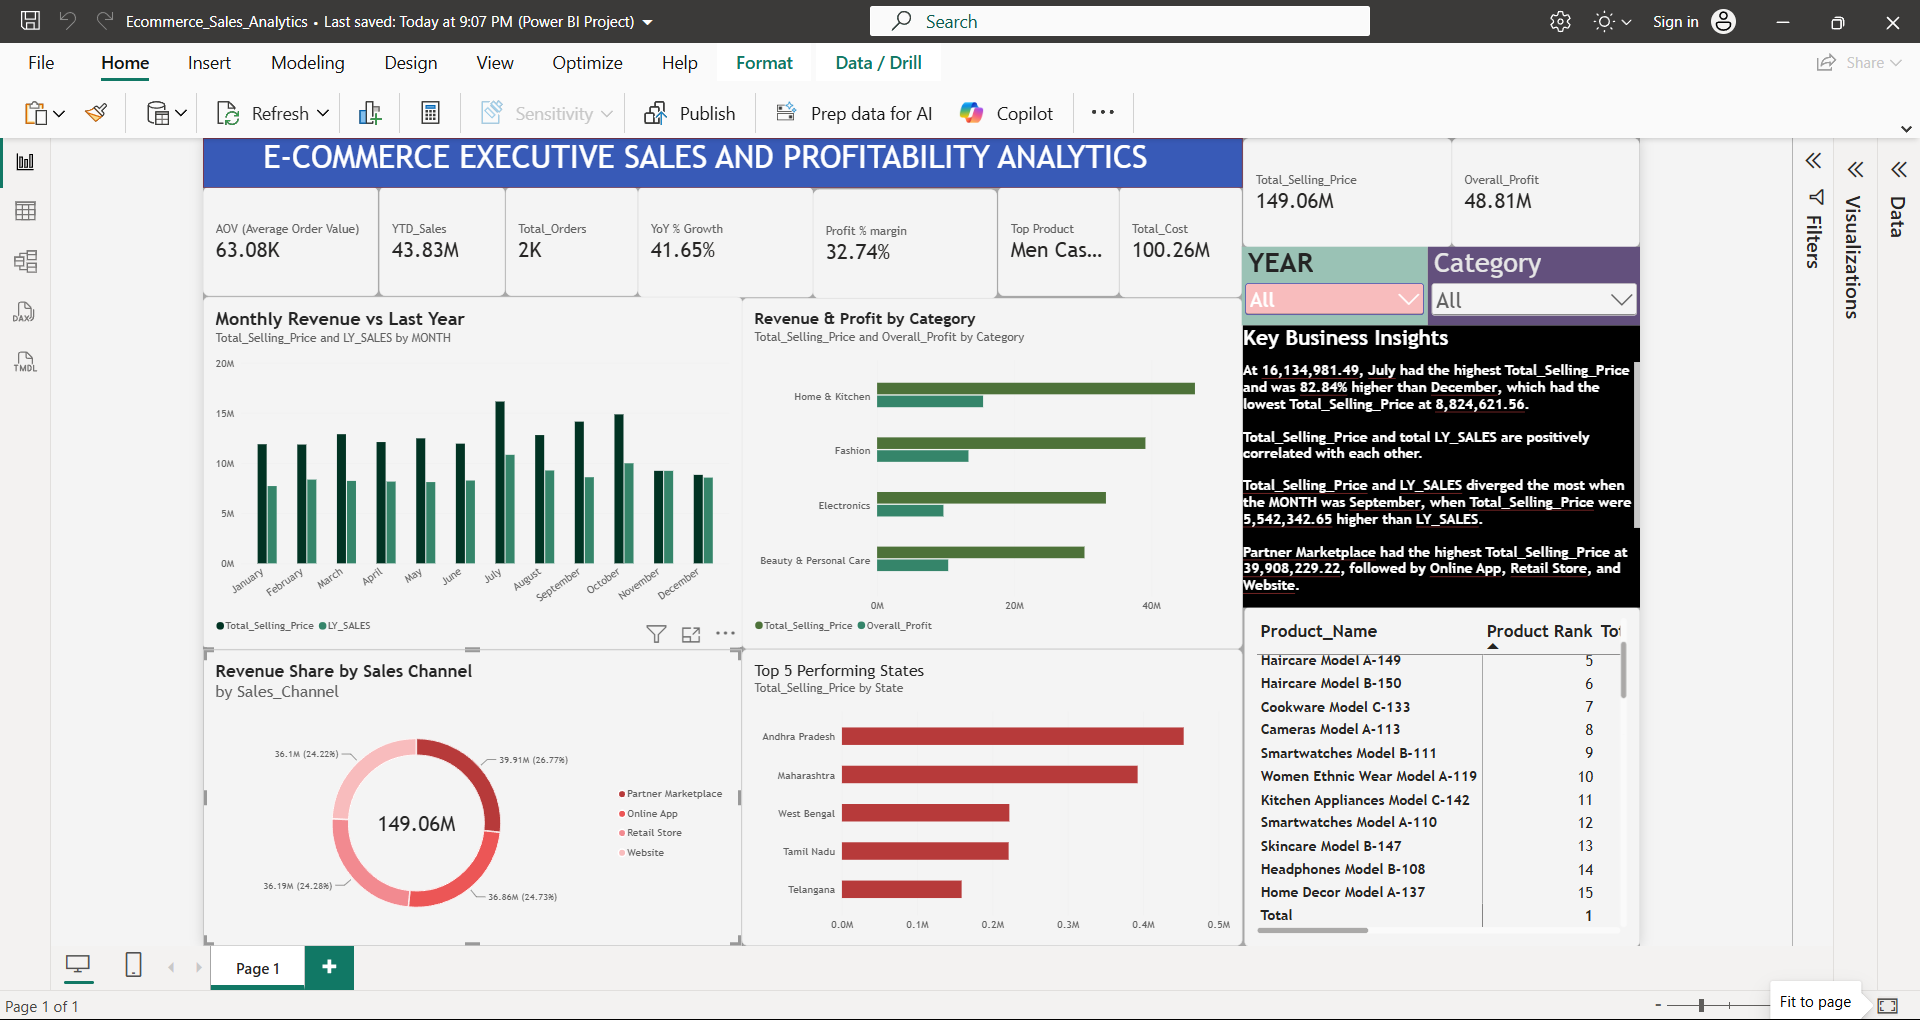 Ecommerce_Sales_Analytics • Last saved: Today at 9:07 PM (Power BI Project)
Search
Sign in
File
Home
Insert
Modeling
Design
View
Optimize
Help
Format
Data / Drill
Share
Refresh
Sensitivity
Publish
Prep data for AI
Copilot
E-COMMERCE EXECUTIVE SALES AND PROFITABILITY ANALYTICS
AOV (Average Order Value)
63.08K
YTD_Sales
43.83M
Total_Orders
2K
YoY % Growth
41.65%
Profit % margin
32.74%
Top Product
Men Cas...
Total_Cost
100.26M
Total_Selling_Price
149.06M
Overall_Profit
48.81M
YEAR
All
Category
All
Monthly Revenue vs Last Year
Total_Selling_Price and LY_SALES by MONTH
20M
15M
10M
5M
0M
January
February
March
April
May
June
July
August
September
October
November
December
Total_Selling_Price
LY_SALES
Revenue & Profit by Category
Total_Selling_Price and Overall_Profit by Category
Home & Kitchen
Fashion
Electronics
Beauty & Personal Care
0M
20M
40M
Total_Selling_Price
Overall_Profit
Key Business Insights
At 16,134,981.49, July had the highest Total_Selling_Price
and was 82.84% higher than December, which had the
lowest Total_Selling_Price at 8,824,621.56.
Total_Selling_Price and total LY_SALES are positively
correlated with each other.
Total_Selling_Price and LY_SALES diverged the most when
the MONTH was September, when Total_Selling_Price were
5,542,342.65 higher than LY_SALES.
Partner Marketplace had the highest Total_Selling_Price at
39,908,229.22, followed by Online App, Retail Store, and
Website.
Revenue Share by Sales Channel
by Sales_Channel
36.1M (24.22%)
39.91M (26.77%)
149.06M
36.19M (24.28%)
36.86M (24.73%)
Partner Marketplace
Online App
Retail Store
Website
Top 5 Performing States
Total_Selling_Price by State
Andhra Pradesh
Maharashtra
West Bengal
Tamil Nadu
Telangana
0.0M
0.1M
0.2M
0.3M
0.4M
0.5M
Product_Name Product Rank Tot
Haircare Model A-149 5
Haircare Model B-150 6
Cookware Model C-133 7
Cameras Model A-113 8
Smartwatches Model B-111 9
Women Ethnic Wear Model A-119 10
Kitchen Appliances Model C-142 11
Smartwatches Model A-110 12
Skincare Model B-147 13
Headphones Model B-108 14
Home Decor Model A-137 15
Total 1
Filters
Visualizations
Data
DAX
TMDL
Page 1
Page 1 of 1
Fit to page